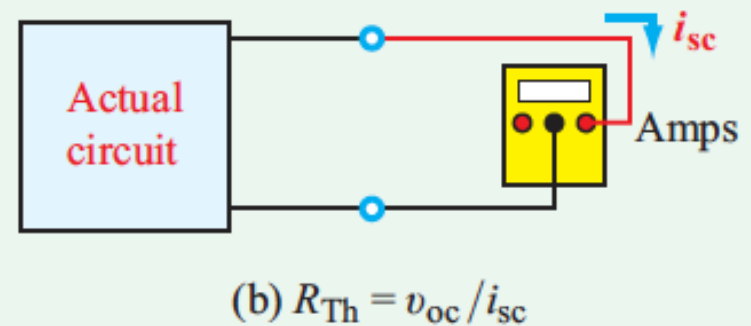 Actual
circuit
i_sc
Amps
(b) R_Th = v_oc/i_sc